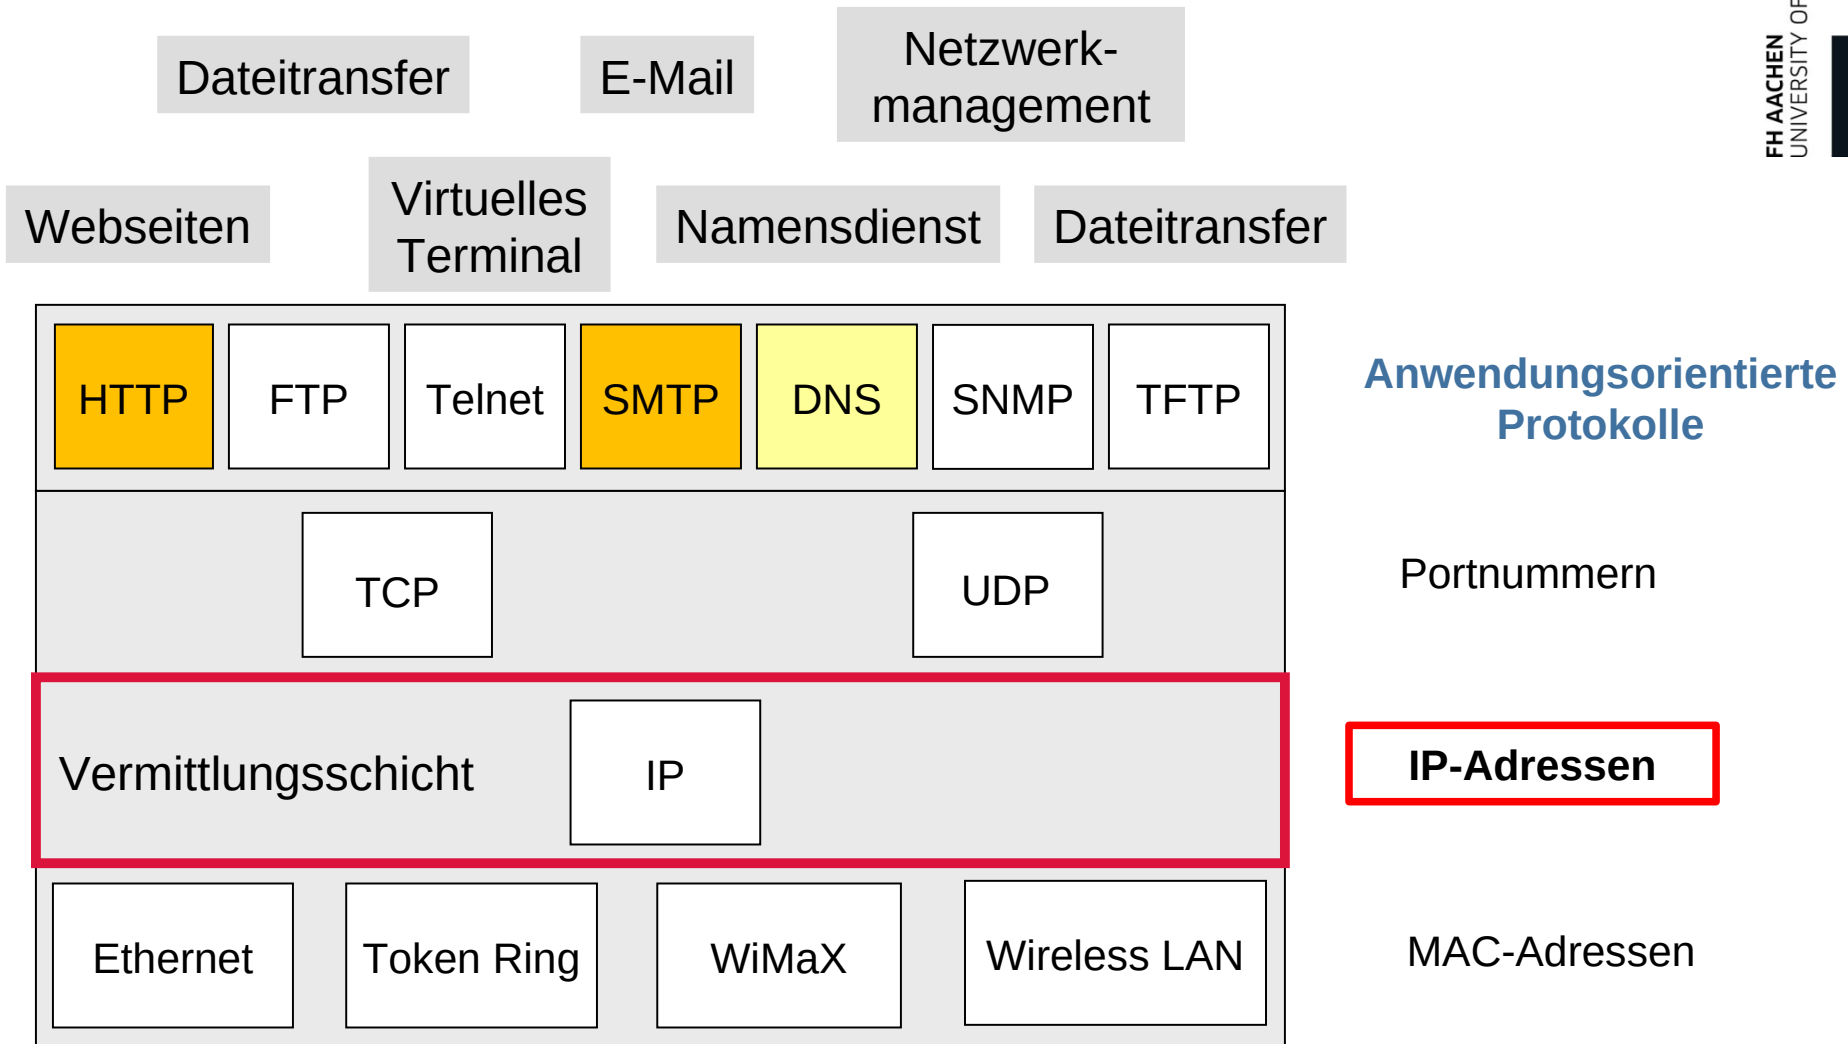 Dateitransfer
E-Mail
Netzwerk-
management
FH AACHEN
UNIVERSITY OF
Webseiten
Virtuelles
Terminal
Namensdienst
Dateitransfer
HTTP
FTP
Telnet
SMTP
DNS
SNMP
TFTP
Anwendungsorientierte
Protokolle
TCP
UDP
Portnummern
Vermittlungsschicht
IP
IP-Adressen
Ethernet
Token Ring
WiMaX
Wireless LAN
MAC-Adressen